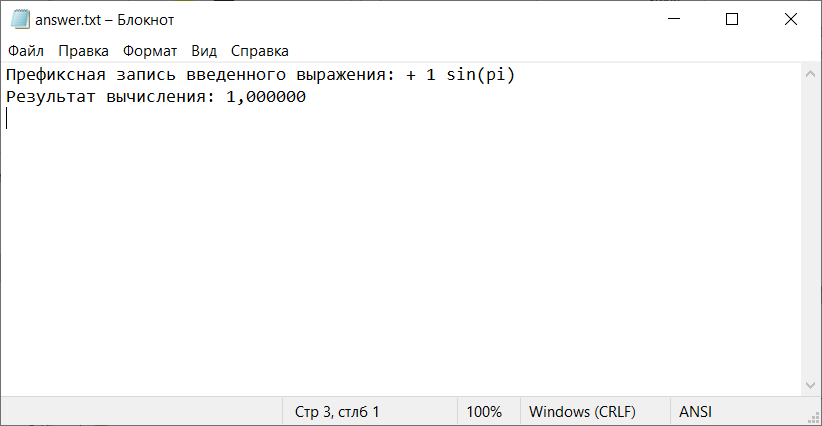 answer.txt – Блокнот
Файл Правка Формат Вид Справка
Префиксная запись введенного выражения: + 1 sin(pi)
Результат вычисления: 1,000000
Стр 3, стлб 1 100% Windows (CRLF) ANSI